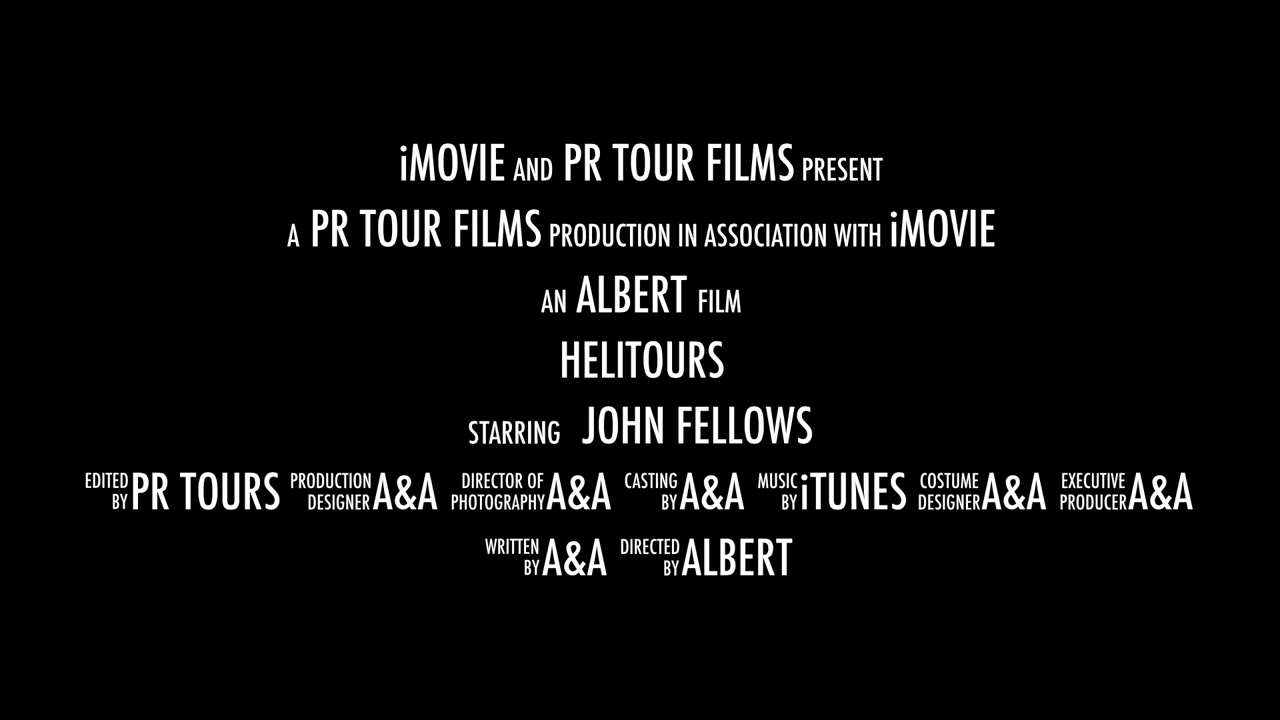 iMOVIE AND PR TOUR FILMS PRESENT
A PR TOUR FILMS PRODUCTION IN ASSOCIATION WITH iMOVIE
AN ALBERT FILM
HELITOURS
STARRING JOHN FELLOWS
EDITED BY PR TOURS PRODUCTION DESIGNER A&A DIRECTOR OF PHOTOGRAPHY A&A CASTING BY A&A MUSIC BY iTUNES COSTUME DESIGNER A&A EXECUTIVE PRODUCER A&A
WRITTEN BY A&A DIRECTED BY ALBERT